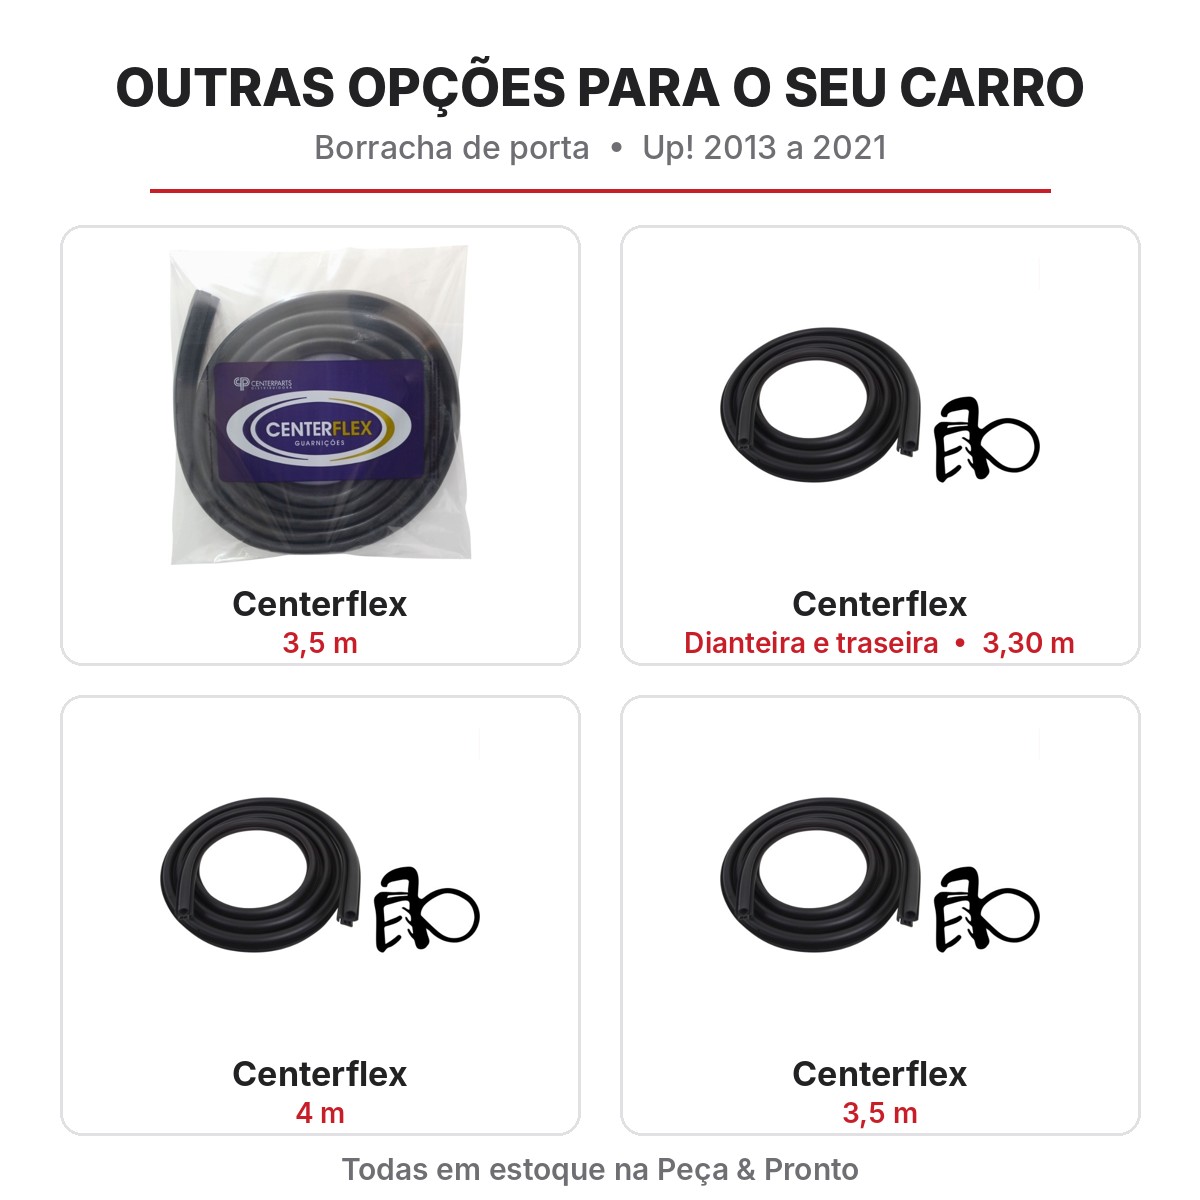 OUTRAS OPÇÕES PARA O SEU CARRO
Borracha de porta • Up! 2013 a 2021
CENTERPARTS
DISTRIBUIDORA
CENTERFLEX
GUARNIÇÕES
Centerflex
3,5 m
Centerflex
Dianteira e traseira • 3,30 m
Centerflex
4 m
Centerflex
3,5 m
Todas em estoque na Peça & Pronto